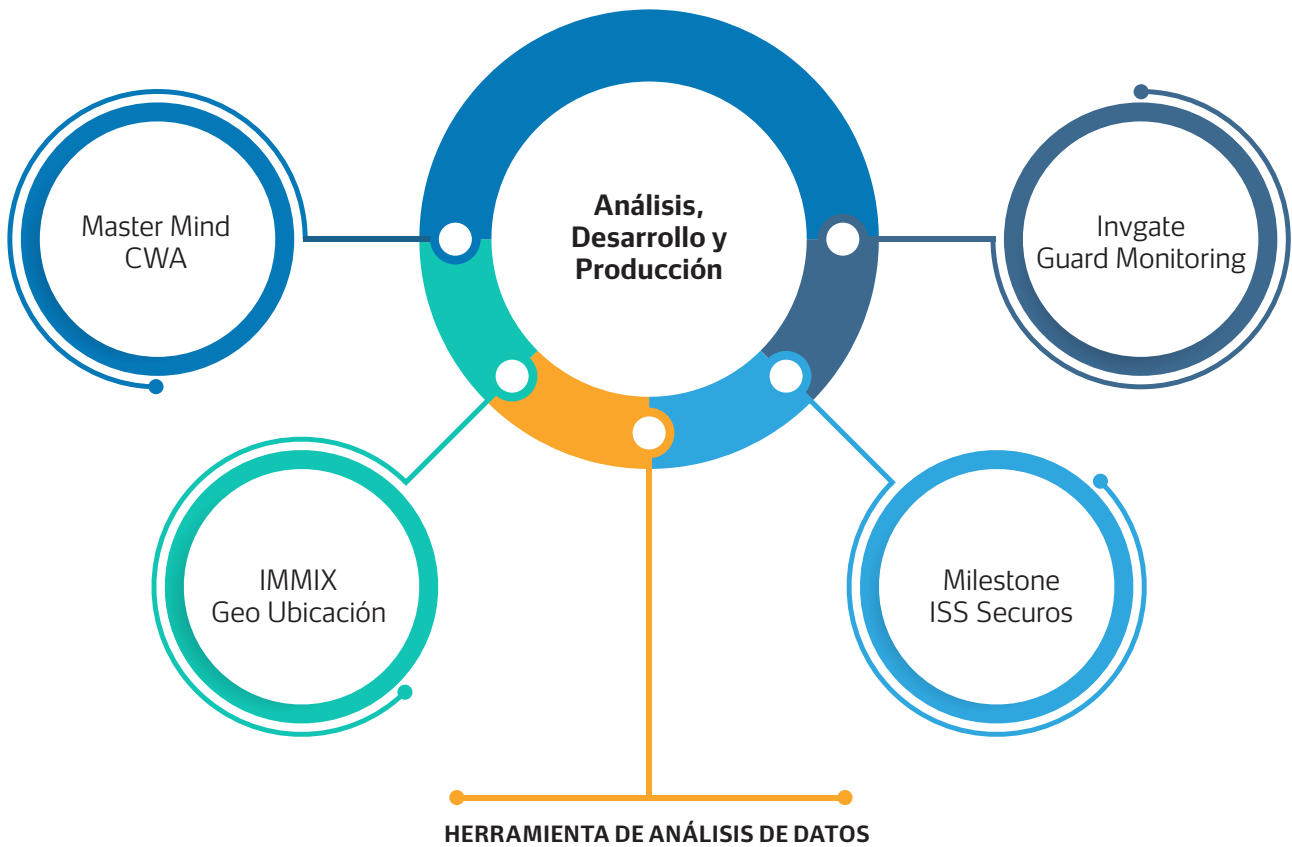 Análisis,
Desarrollo y
Producción
Master Mind
CWA
Invgate
Guard Monitoring
IMMIX
Geo Ubicación
Milestone
ISS Securos
HERRAMIENTA DE ANÁLISIS DE DATOS